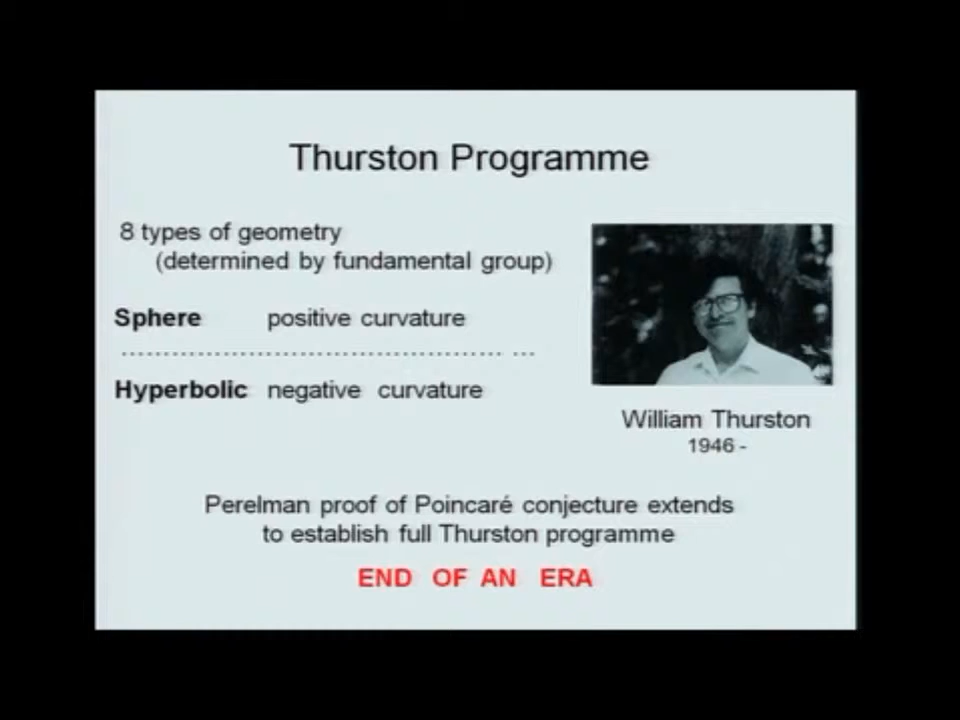 Thurston Programme
8 types of geometry
(determined by fundamental group)
Sphere positive curvature
................................................ ...
Hyperbolic negative curvature
William Thurston
1946 -
Perelman proof of Poincaré conjecture extends
to establish full Thurston programme
END OF AN ERA